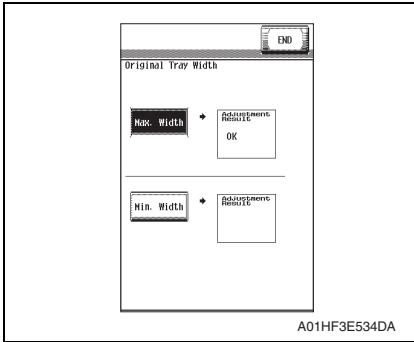 END
Original Tray Width
Max. Width
Adjustment
Result
OK
Min. Width
Adjustment
Result
A01HF3E534DA